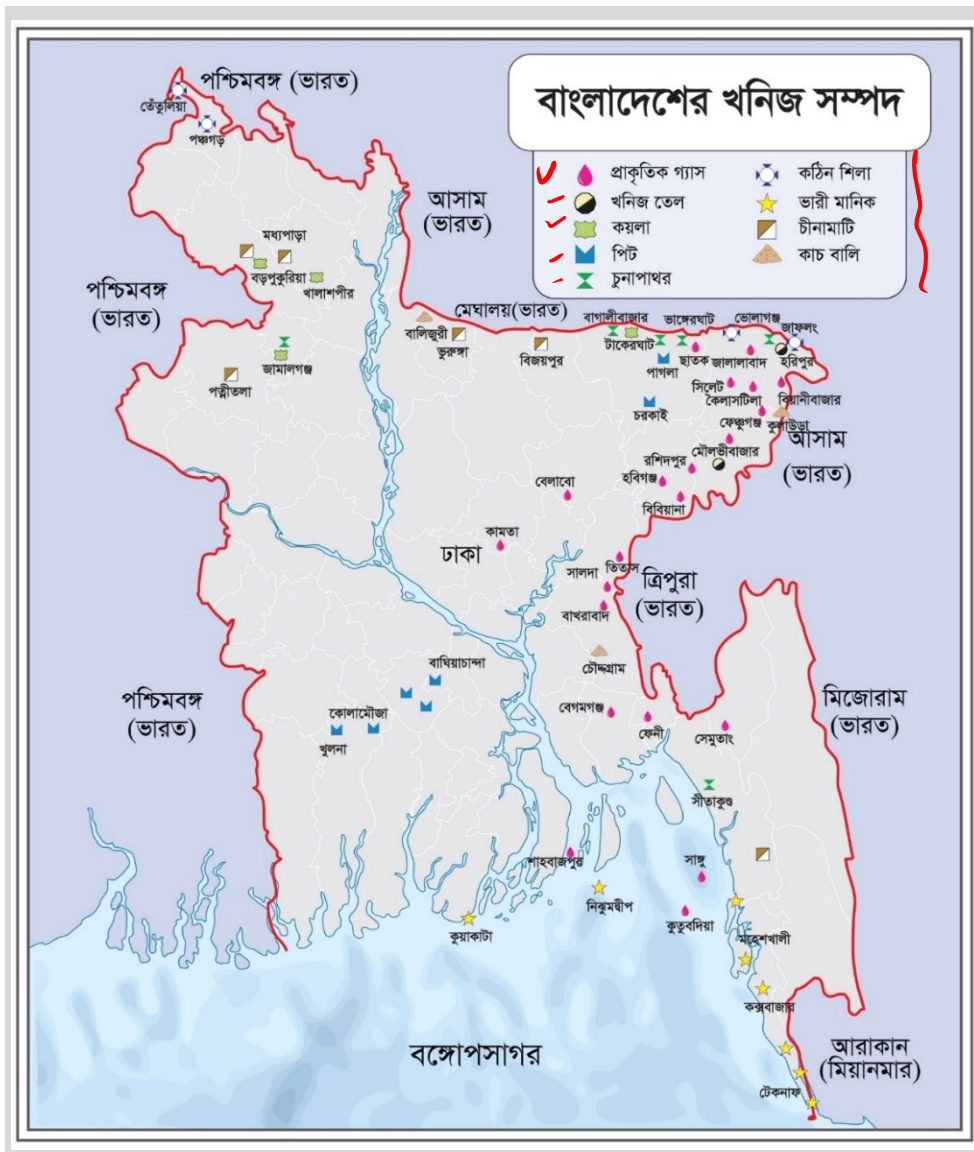 পশ্চিমবঙ্গ (ভারত)
তেঁতুলিয়া
পঞ্চগড়
বাংলাদেশের খনিজ সম্পদ
প্রাকৃতিক গ্যাস
খনিজ তেল
কয়লা
পিট
চুনাপাথর
কঠিন শিলা
ভারী মানিক
চীনামাটি
কাচ বালি
আসাম
(ভারত)
মধ্যপাড়া
বড়পুকুরিয়া
খালাশপীর
পশ্চিমবঙ্গ
(ভারত)
মেঘালয়(ভারত)
বালিজুরী
ভুরুঙ্গা
বিজয়পুর
বাগালীবাজার
ভাঙ্গেরঘাট
ভোলাগঞ্জ
জাফলং
টাকেরঘাট
ছাতক
জালালাবাদ
হরিপুর
পাগলা
জামালগঞ্জ
পত্নীতলা
সিলেট
কৈলাসটিলা
বিয়ানীবাজার
চরকাই
ফেঞ্চুগঞ্জ
কুলাউড়া
আসাম
(ভারত)
মৌলভীবাজার
রশিদপুর
হবিগঞ্জ
বিবিয়ানা
বেলাবো
কামতা
ঢাকা
সালদা
তিতাস
ত্রিপুরা
(ভারত)
বাখরাবাদ
চৌদ্দগ্রাম
বাঘিয়াচান্দা
পশ্চিমবঙ্গ
(ভারত)
কোলামৌজা
খুলনা
বেগমগঞ্জ
ফেনী
সেমুতাং
মিজোরাম
(ভারত)
সীতাকুণ্ড
শাহবাজপুর
সাঙ্গু
নিঝুমদ্বীপ
কুতুবদিয়া
কুয়াকাটা
মহেশখালী
কক্সবাজার
বঙ্গোপসাগর
আরাকান
(মিয়ানমার)
টেকনাফ